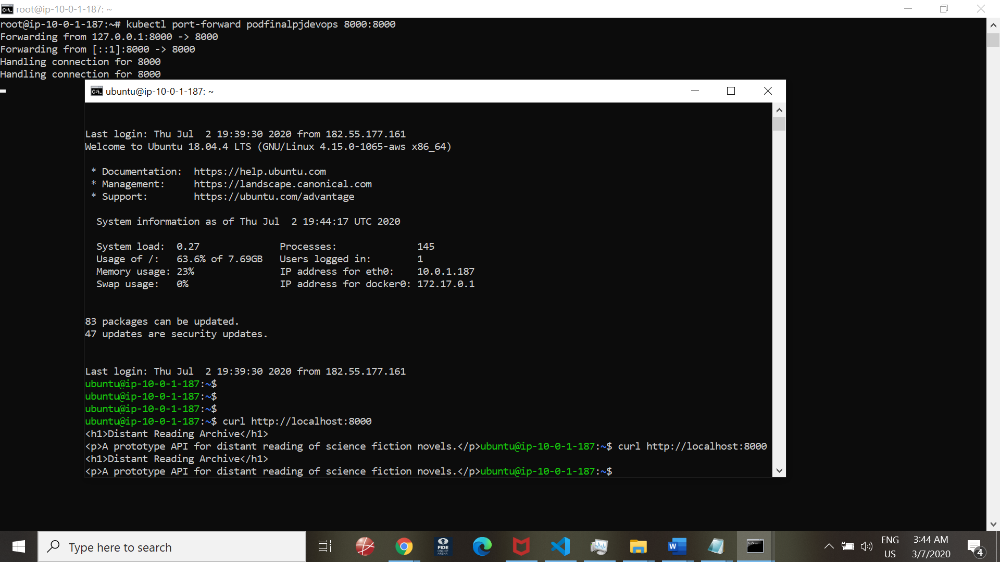 root@ip-10-0-1-187: ~
root@ip-10-0-1-187:~# kubectl port-forward podfinalpjdevops 8000:8000
Forwarding from 127.0.0.1:8000 -> 8000
Forwarding from [::1]:8000 -> 8000
Handling connection for 8000
Handling connection for 8000
ubuntu@ip-10-0-1-187: ~
Last login: Thu Jul  2 19:39:30 2020 from 182.55.177.161
Welcome to Ubuntu 18.04.4 LTS (GNU/Linux 4.15.0-1065-aws x86_64)
 * Documentation:  https://help.ubuntu.com
 * Management:     https://landscape.canonical.com
 * Support:        https://ubuntu.com/advantage
  System information as of Thu Jul  2 19:44:17 UTC 2020
  System load:  0.27              Processes:              145
  Usage of /:   63.6% of 7.69GB   Users logged in:        1
  Memory usage: 23%               IP address for eth0:    10.0.1.187
  Swap usage:   0%                IP address for docker0: 172.17.0.1
83 packages can be updated.
47 updates are security updates.
Last login: Thu Jul  2 19:39:30 2020 from 182.55.177.161
ubuntu@ip-10-0-1-187:~$
ubuntu@ip-10-0-1-187:~$
ubuntu@ip-10-0-1-187:~$
ubuntu@ip-10-0-1-187:~$ curl http://localhost:8000
<h1>Distant Reading Archive</h1>
<p>A prototype API for distant reading of science fiction novels.</p>ubuntu@ip-10-0-1-187:~$ curl http://localhost:8000
<h1>Distant Reading Archive</h1>
<p>A prototype API for distant reading of science fiction novels.</p>ubuntu@ip-10-0-1-187:~$
Type here to search
FIDE
ONLINE
ARENA
W
ENG
US
3:44 AM
3/7/2020
4